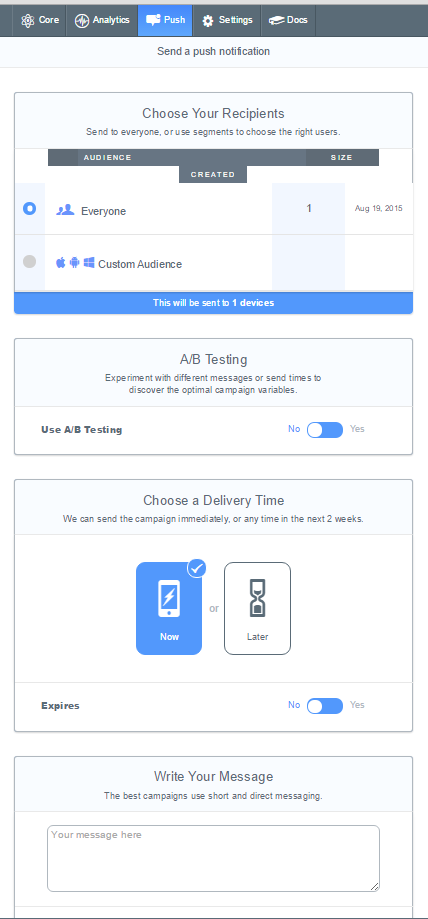 Core Analytics Push Settings Docs
Send a push notification
Choose Your Recipients
Send to everyone, or use segments to choose the right users.
AUDIENCE SIZE
CREATED
Everyone 1 Aug 19, 2015
Custom Audience
This will be sent to 1 devices
A/B Testing
Experiment with different messages or send times to
discover the optimal campaign variables.
Use A/B Testing No Yes
Choose a Delivery Time
We can send the campaign immediately, or any time in the next 2 weeks.
or
Now Later
Expires No Yes
Write Your Message
The best campaigns use short and direct messaging.
Your message here